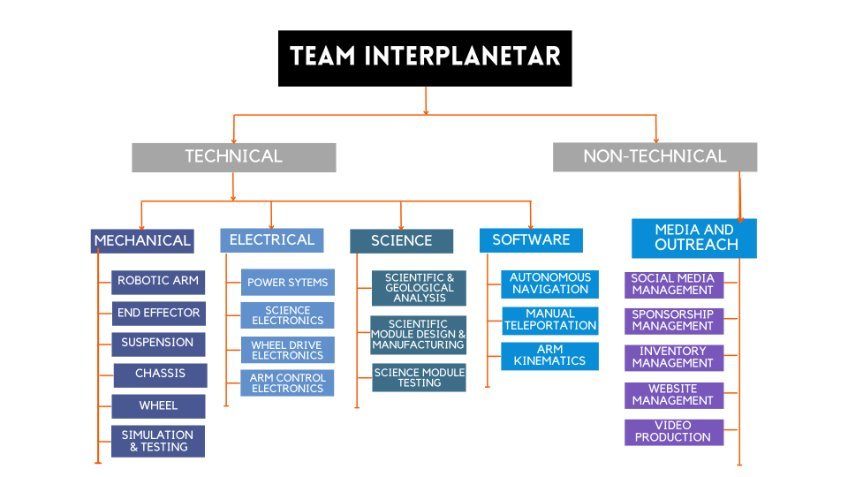 TEAM INTERPLANETAR
TECHNICAL
NON-TECHNICAL
MECHANICAL
ROBOTIC ARM
END EFFECTOR
SUSPENSION
CHASSIS
WHEEL
SIMULATION
& TESTING
ELECTRICAL
POWER SYTEMS
SCIENCE
ELECTRONICS
WHEEL DRIVE
ELECTRONICS
ARM CONTROL
ELECTRONICS
SCIENCE
SCIENTIFIC &
GEOLOGICAL
ANALYSIS
SCIENTIFIC
MODULE DESIGN &
MANUFACTURING
SCIENCE MODULE
TESTING
SOFTWARE
AUTONOMOUS
NAVIGATION
MANUAL
TELEPORTATION
ARM
KINEMATICS
MEDIA AND
OUTREACH
SOCIAL MEDIA
MANAGEMENT
SPONSORSHIP
MANAGEMENT
INVENTORY
MANAGEMENT
WEBSITE
MANAGEMENT
VIDEO
PRODUCTION